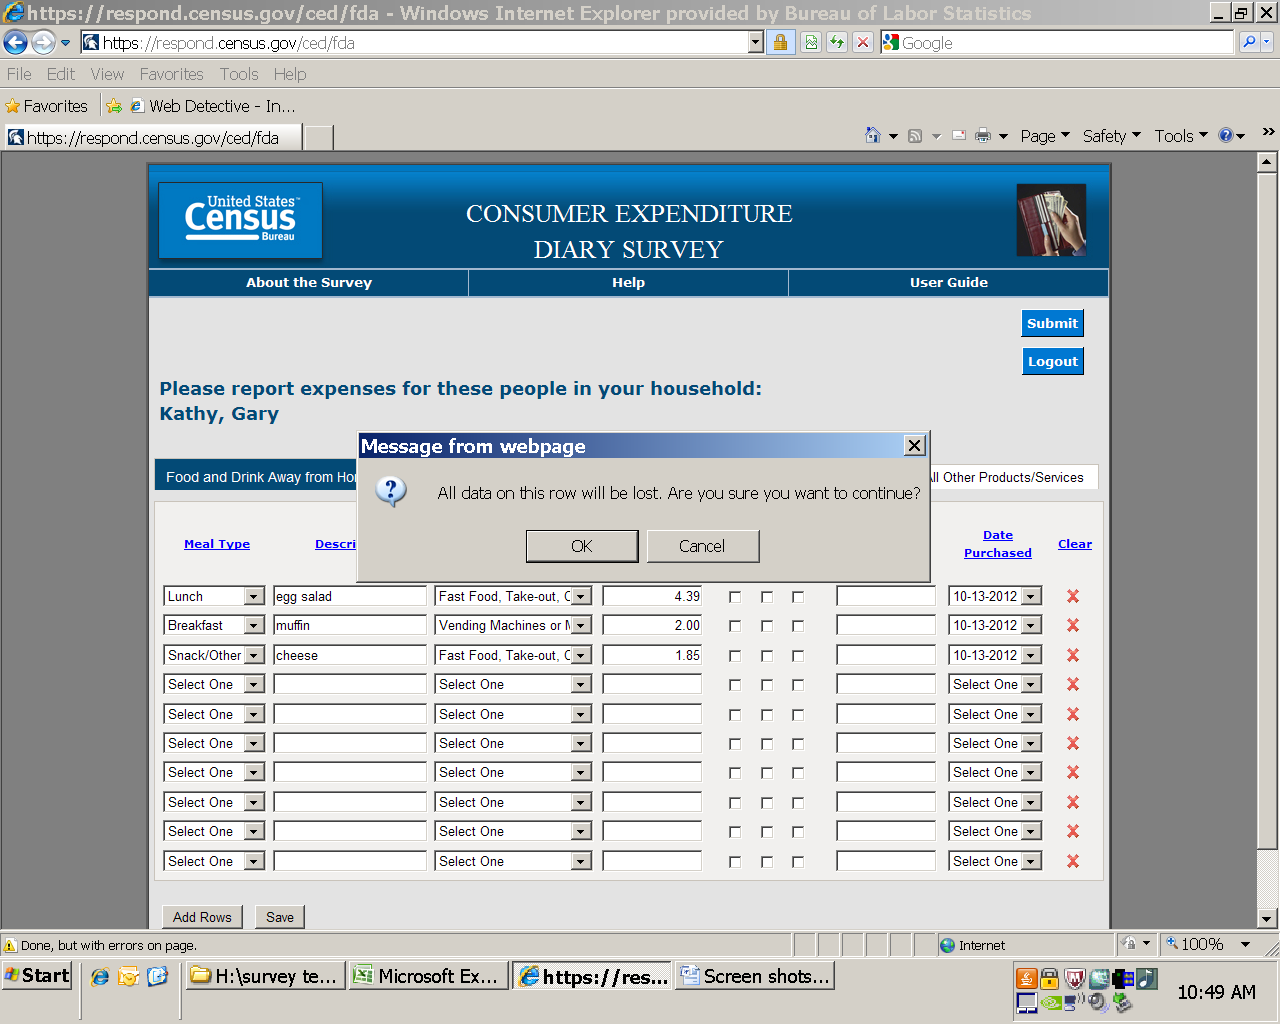 https://respond.census.gov/ced/fda - Windows Internet Explorer provided by Bureau of Labor Statistics
https://respond.census.gov/ced/fda
Google
File Edit View Favorites Tools Help
Favorites Web Detective - In...
https://respond.census.gov/ced/fda
Page Safety Tools
United States™
Census
Bureau
CONSUMER EXPENDITURE
DIARY SURVEY
About the Survey Help User Guide
Submit
Logout
Please report expenses for these people in your household:
Kathy, Gary
Message from webpage
All data on this row will be lost. Are you sure you want to continue?
OK Cancel
Food and Drink Away from Ho
All Other Products/Services
Meal Type Descri Date Purchased Clear
Lunch egg salad Fast Food, Take-out, 4.39 10-13-2012
Breakfast muffin Vending Machines or 2.00 10-13-2012
Snack/Other cheese Fast Food, Take-out, 1.85 10-13-2012
Select One Select One Select One
Select One Select One Select One
Select One Select One Select One
Select One Select One Select One
Select One Select One Select One
Select One Select One Select One
Select One Select One Select One
Add Rows Save
Done, but with errors on page. Internet 100%
Start H:\survey te... Microsoft Ex... https://res... Screen shots... 10:49 AM